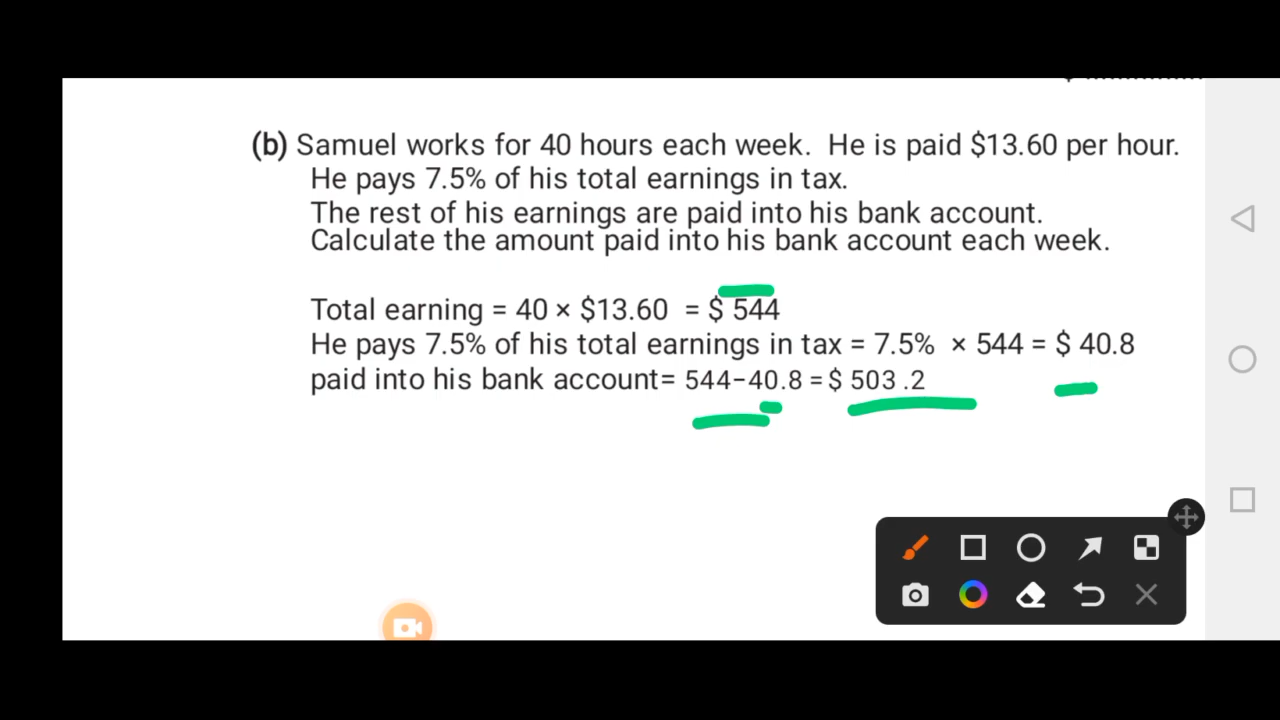 (b) Samuel works for 40 hours each week. He is paid $13.60 per hour.
He pays 7.5% of his total earnings in tax.
The rest of his earnings are paid into his bank account.
Calculate the amount paid into his bank account each week.
Total earning = 40 × $13.60 = $ 544
He pays 7.5% of his total earnings in tax = 7.5% × 544 = $ 40.8
paid into his bank account= 544−40.8 = $ 503 .2